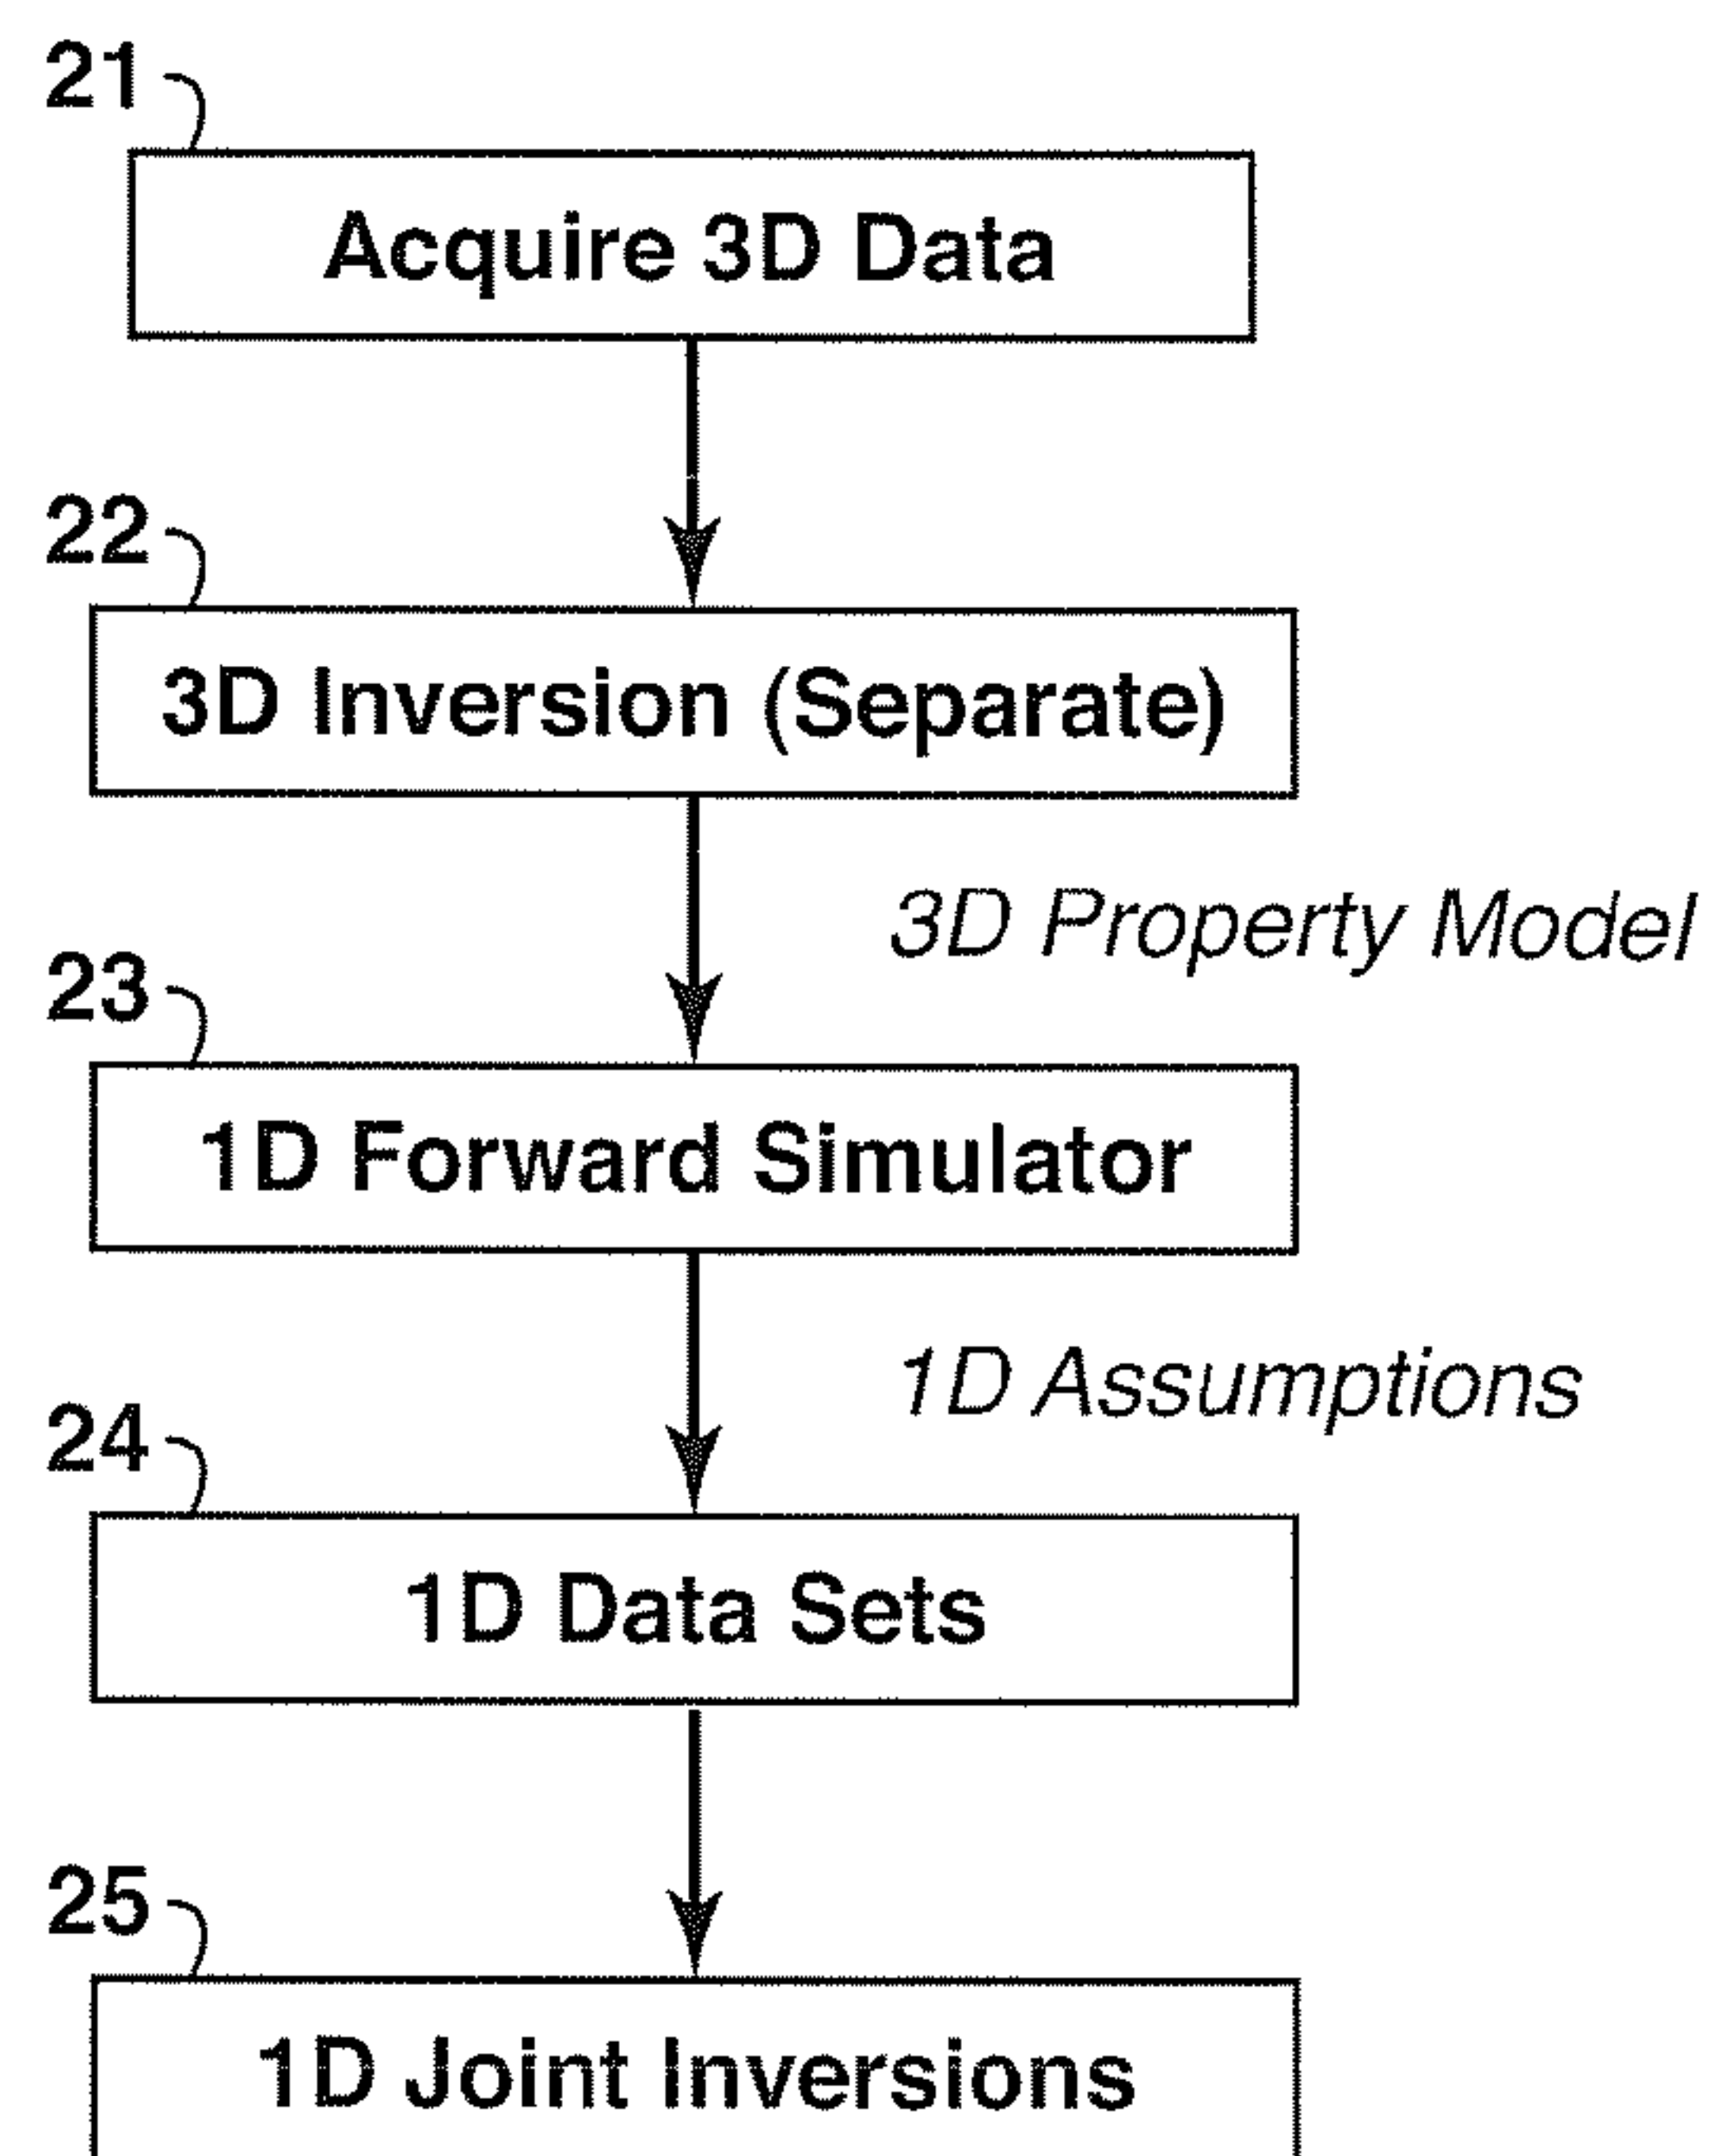 21
Acquire 3D Data
22
3D Inversion (Separate)
3D Property Model
23
1D Forward Simulator
1D Assumptions
24
1D Data Sets
25
1D Joint Inversions